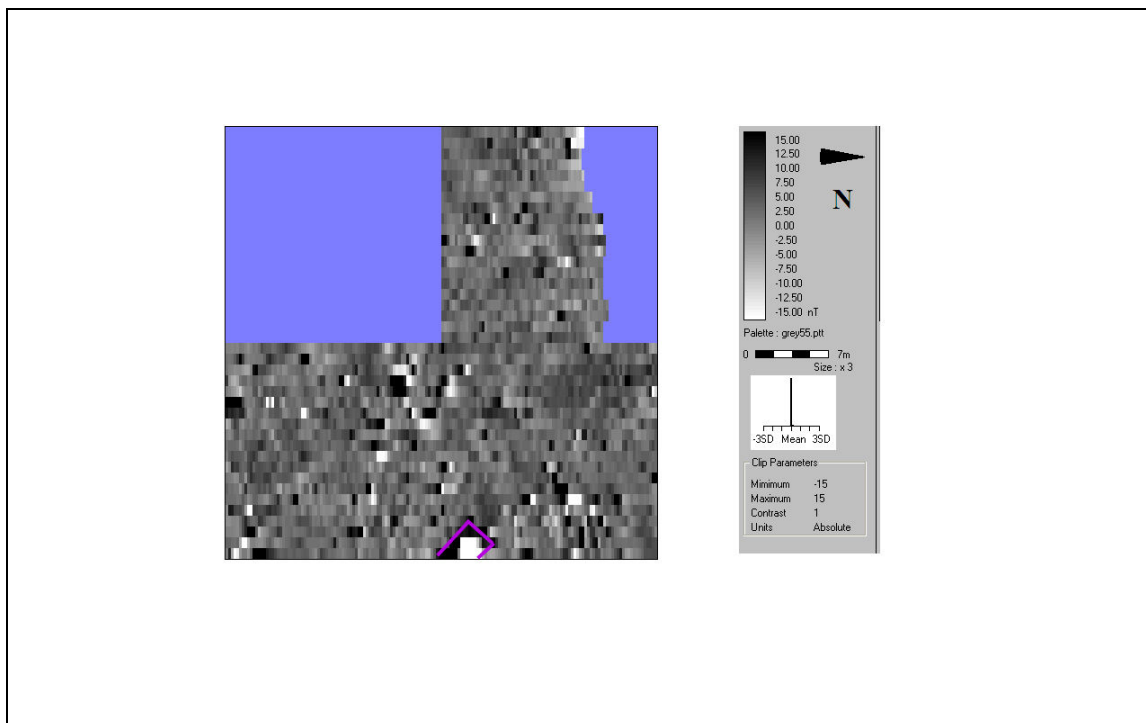 15.00
12.50
10.00
7.50
5.00
2.50
0.00
-2.50
-5.00
-7.50
-10.00
-12.50
-15.00 nT
N
Palette : grey55.ptt
0 7m
Size : x 3
-3SD Mean 3SD
Clip Parameters
Minimum -15
Maximum 15
Contrast 1
Units Absolute